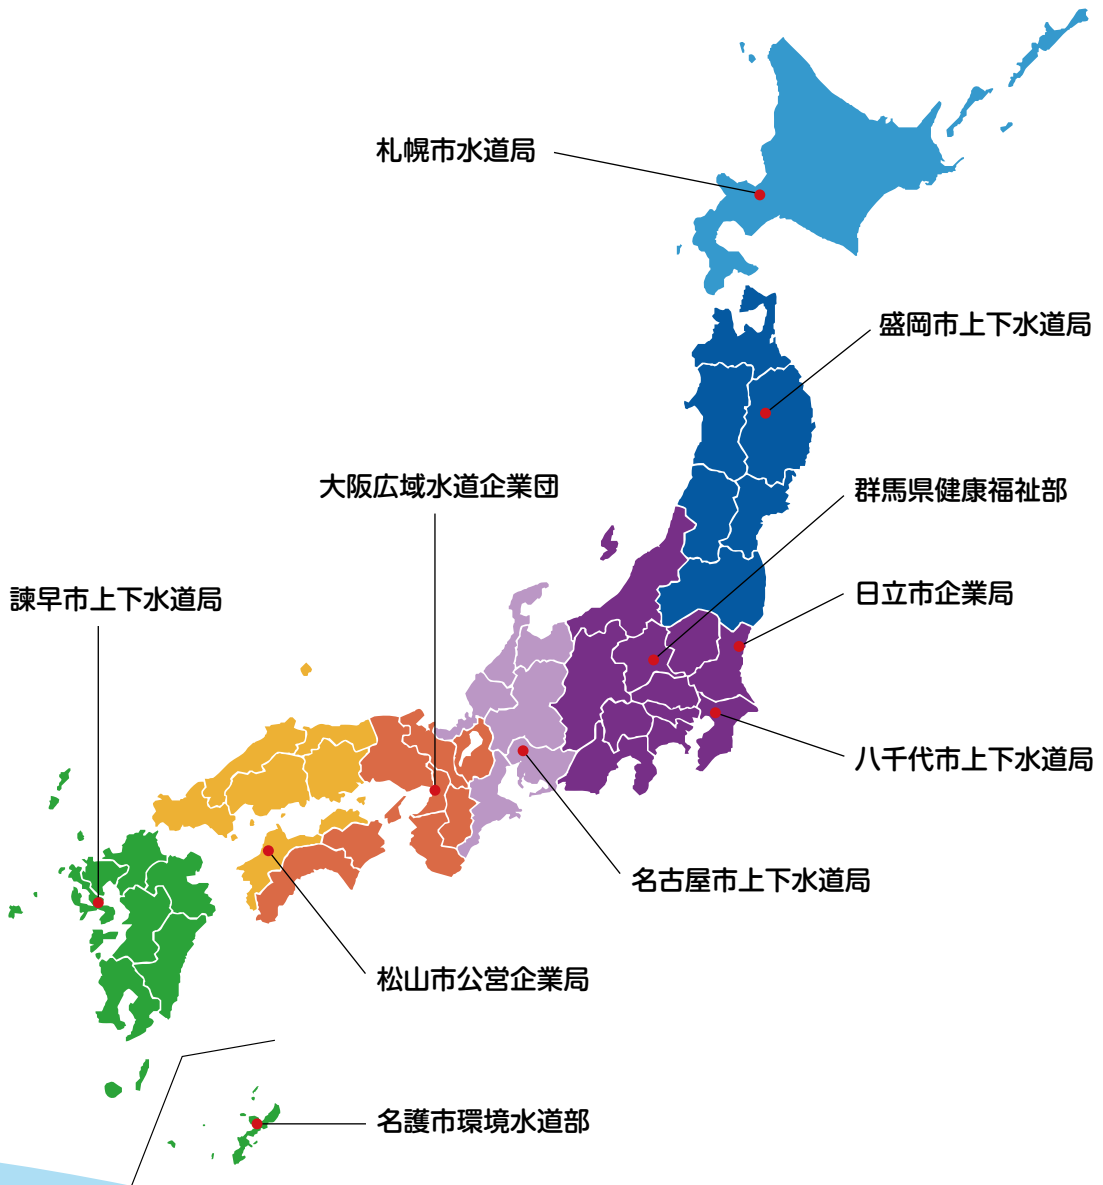 札幌市水道局
盛岡市上下水道局
大阪広域水道企業団
群馬県健康福祉部
諫早市上下水道局
日立市企業局
八千代市上下水道局
名古屋市上下水道局
松山市公営企業局
名護市環境水道部